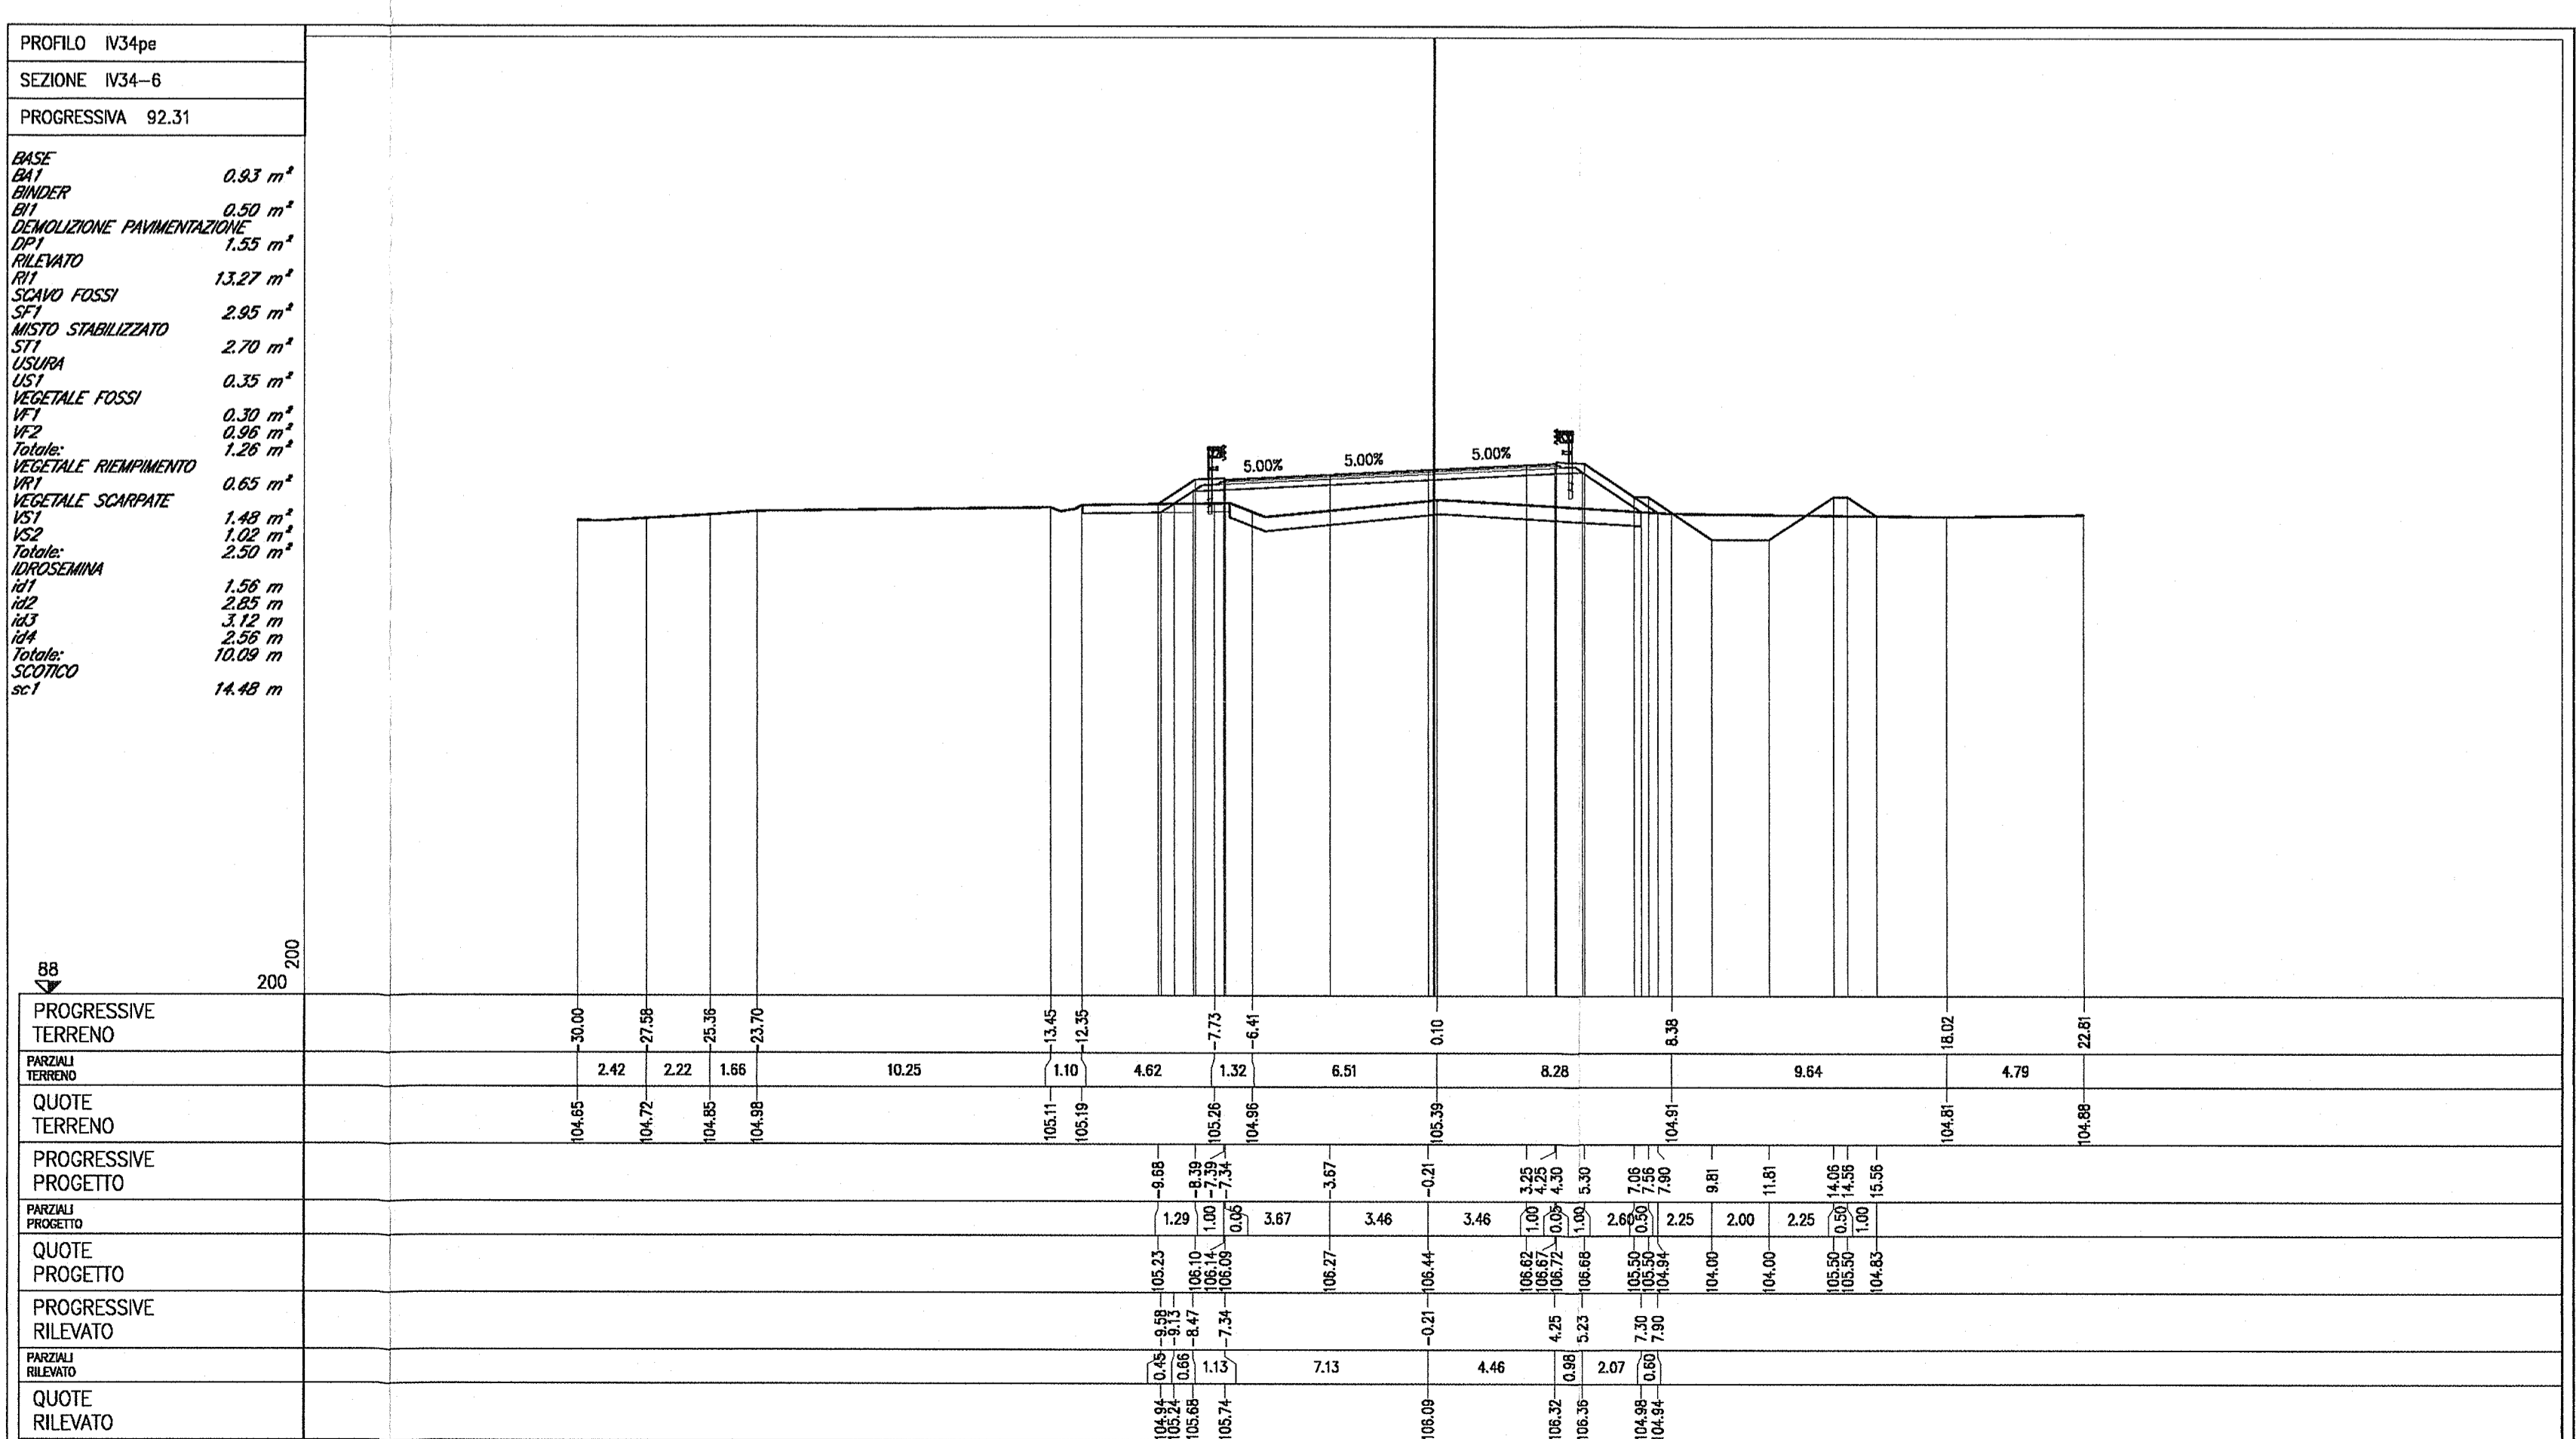 PROFILO IV34pe
SEZIONE IV34-6
PROGRESSIVA 92.31
BASE
BA1 0.93 m²
BINDER
BI1 0.50 m²
DEMOLIZIONE PAVIMENTAZIONE
DP1 1.55 m²
RILEVATO
RI1 13.27 m²
SCAVO FOSSI
SF1 2.95 m²
MISTO STABILIZZATO
ST1 2.70 m²
USURA
US1 0.35 m²
VEGETALE FOSSI
VF1 0.30 m²
VF2 0.96 m²
Totale: 1.26 m²
VEGETALE RIEMPIMENTO
VR1 0.65 m²
VEGETALE SCARPATE
VS1 1.48 m²
VS2 1.02 m²
Totale: 2.50 m²
IDROSEMINA
id1 1.56 m
id2 2.85 m
id3 3.12 m
id4 2.56 m
Totale: 10.09 m
SCOTICO
sc1 14.48 m
5.00% 5.00% 5.00%
88 200 200
PROGRESSIVE TERRENO -30.00 -27.58 -25.36 -23.70 -13.45 -12.35 -7.73 -6.41 0.10 8.38 18.02 22.81
PARZIALI TERRENO 2.42 2.22 1.66 10.25 1.10 4.62 1.32 6.51 8.28 9.64 4.79
QUOTE TERRENO 104.65 104.72 104.85 104.98 105.11 105.19 105.26 104.96 105.39 104.91 104.81 104.88
PROGRESSIVE PROGETTO -9.68 -8.39 -7.39 -7.34 -3.67 -0.21 3.25 4.25 4.30 5.30 7.06 7.56 7.90 9.81 11.81 14.06 14.56 15.56
PARZIALI PROGETTO 1.29 1.00 0.05 3.67 3.46 3.46 1.00 0.05 1.00 2.60 0.50 2.25 2.00 2.25 0.50 1.00
QUOTE PROGETTO 105.23 106.10 106.14 106.09 106.27 106.44 106.62 106.67 106.72 106.68 105.50 105.50 104.94 104.00 104.00 105.50 105.50 104.83
PROGRESSIVE RILEVATO -9.58 -9.13 -8.47 -7.34 -0.21 4.25 5.23 7.30 7.90
PARZIALI RILEVATO 0.45 0.66 1.13 7.13 4.46 0.98 2.07 0.60
QUOTE RILEVATO 104.94 105.24 105.68 105.74 106.09 106.32 106.36 104.98 104.94